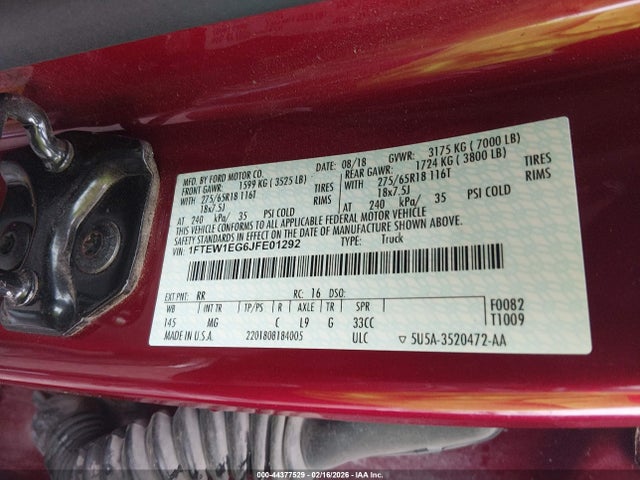 MFD. BY FORD MOTOR CO. DATE: 08/18 GVWR: 3175 KG ( 7000 LB)
FRONT GAWR: 1599 KG ( 3525 LB) REAR GAWR: 1724 KG ( 3800 LB)
WITH 275/65R18 116T TIRES WITH 275/65R18 116T TIRES
18x7.5J RIMS 18x7.5J RIMS
AT 240 kPa/ 35 PSI COLD AT 240 kPa/ 35 PSI COLD
THIS VEHICLE CONFORMS TO ALL APPLICABLE FEDERAL MOTOR VEHICLE
SAFETY STANDARDS IN EFFECT ON THE DATE OF MANUFACTURE SHOWN ABOVE.
VIN: 1FTEW1EG6JFE01292 TYPE: Truck
EXT PNT: RR RC: 16 DSO:
WB INT TR TP/PS R AXLE TR SPR F0082
145 MG C L9 G 33CC T1009
MADE IN U.S.A. 2201808184005 ULC ▽ 5U5A-3520472-AA
000 - 44377529 - 02/16/2026 - IAA Inc.